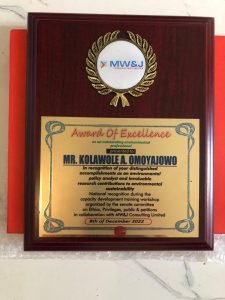 MW&J
Award Of Excellence
as an outstanding environmental
professional
presented to
MR. KOLAWOLE A. OMOYAJOWO
In recognition of your distinguished
accomplishments as an environmental
policy analyst and invaluable
research contributions to environmental
sustainability
National recognition during the
capacity development training workshop
organized by the senate committee
on Ethics, Privileges, public & petitions
in collaboration with MW&J Consulting Limited
8th of December 2022